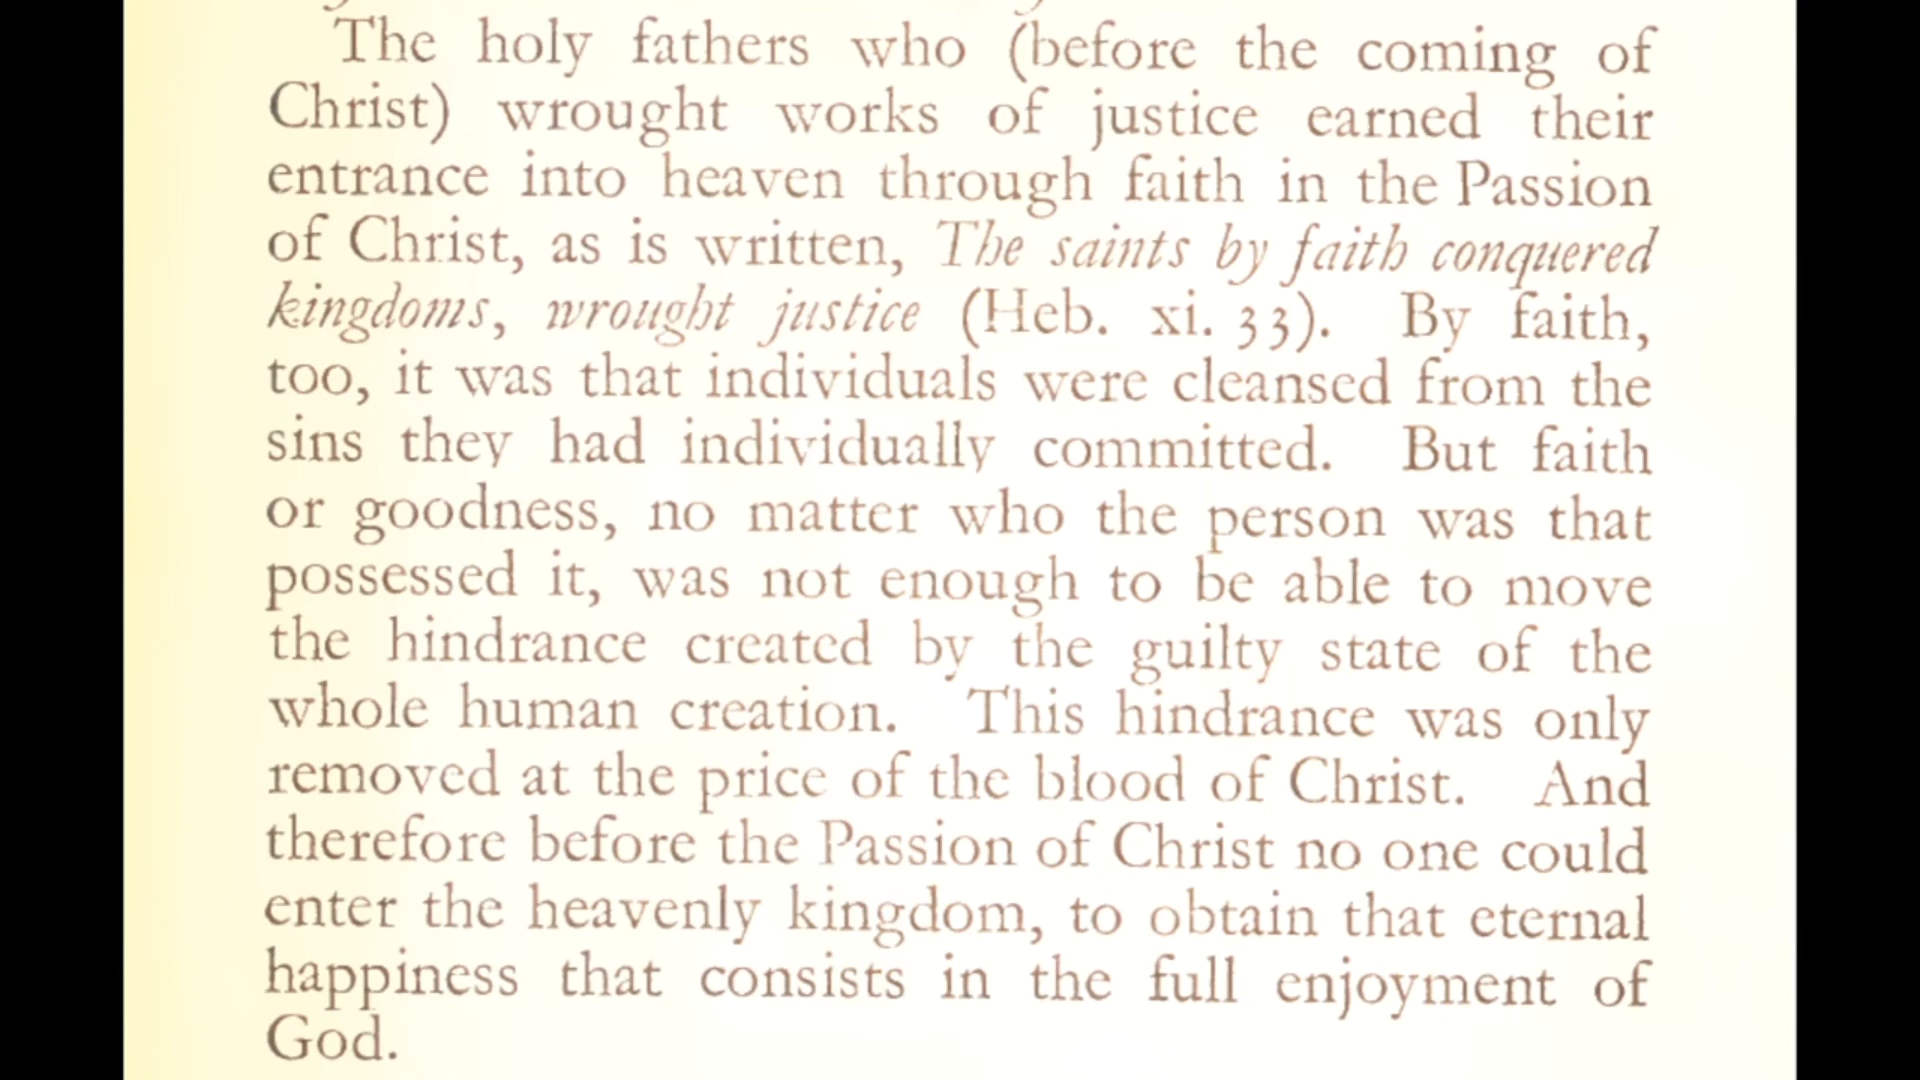 The holy fathers who (before the coming of
Christ) wrought works of justice earned their
entrance into heaven through faith in the Passion
of Christ, as is written, The saints by faith conquered
kingdoms, wrought justice (Heb. xi. 33). By faith,
too, it was that individuals were cleansed from the
sins they had individually committed. But faith
or goodness, no matter who the person was that
possessed it, was not enough to be able to move
the hindrance created by the guilty state of the
whole human creation. This hindrance was only
removed at the price of the blood of Christ. And
therefore before the Passion of Christ no one could
enter the heavenly kingdom, to obtain that eternal
happiness that consists in the full enjoyment of
God.